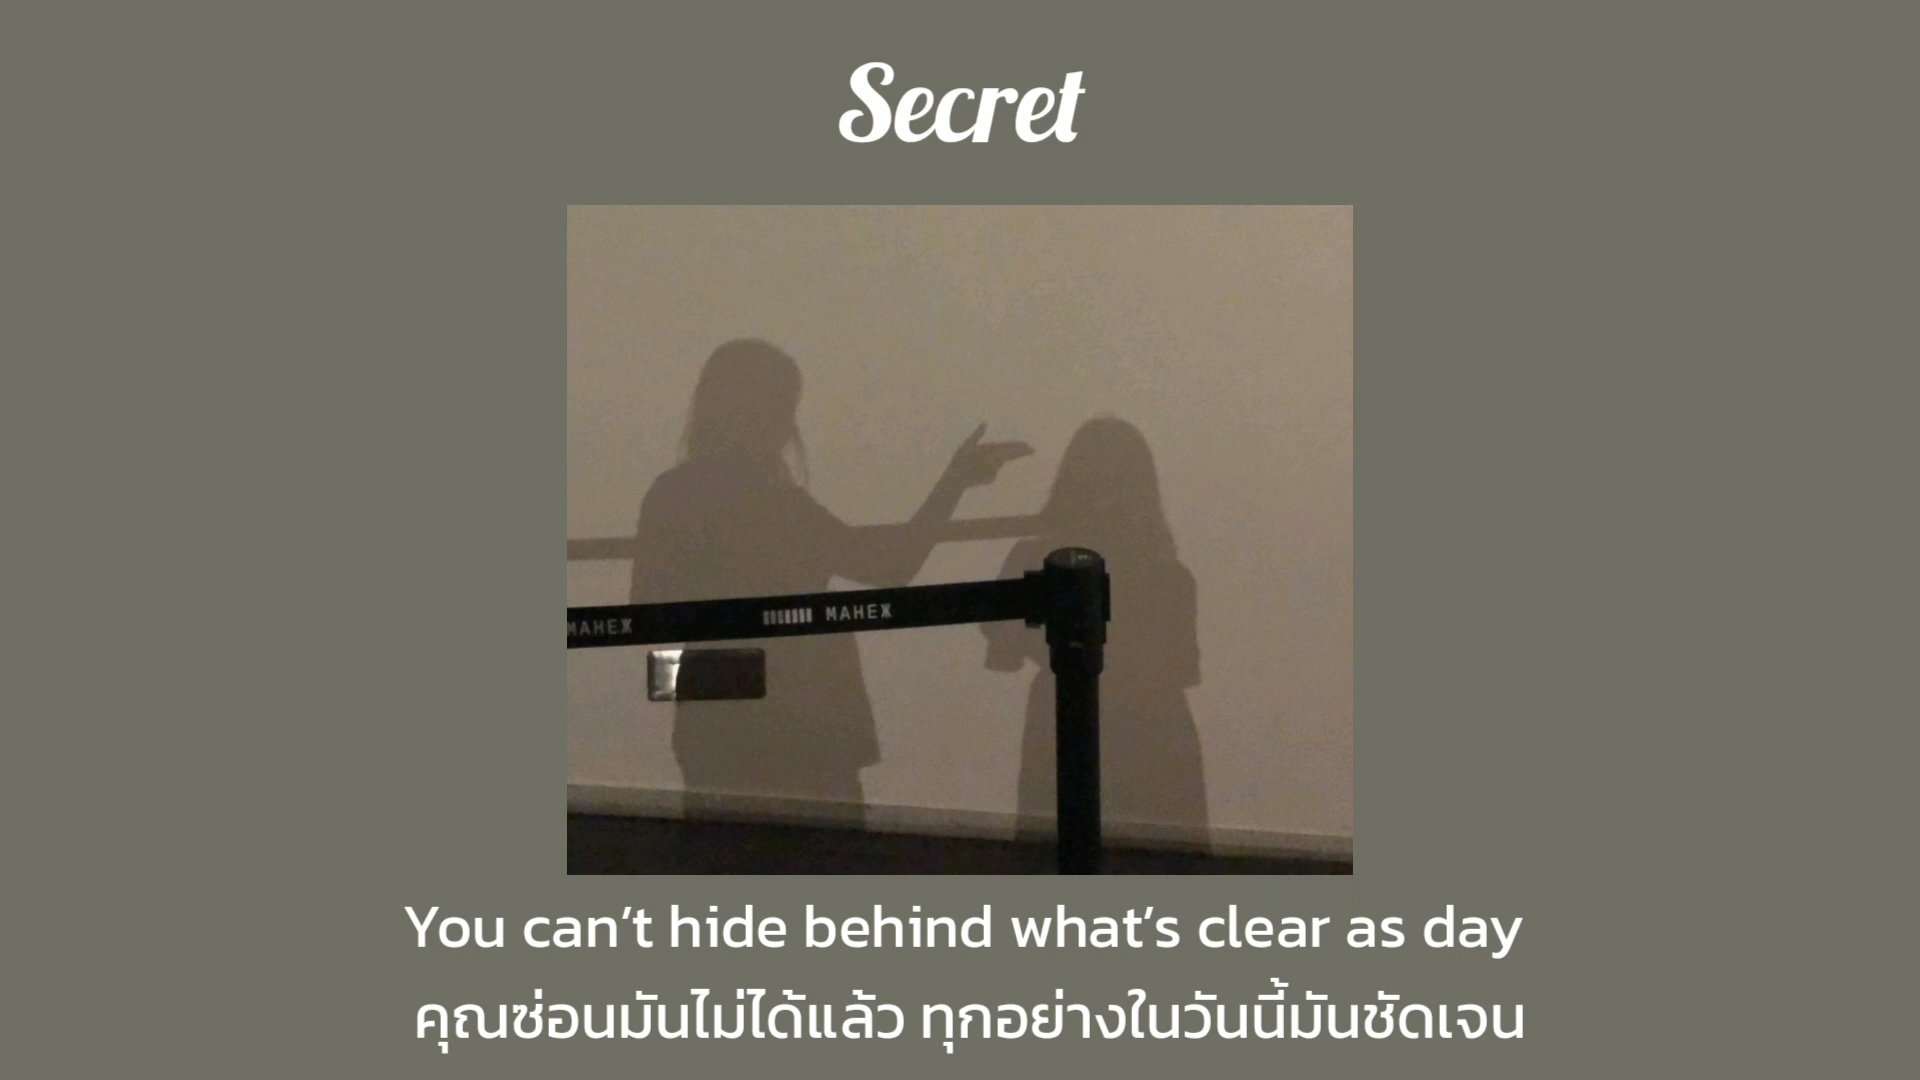 Secret
МАНЕЖ
МАНЕЖ
You can't hide behind what's clear as day
คุณซ่อนมันไม่ได้แล้ว ทุกอย่างในวันนี้มันชัดเจน